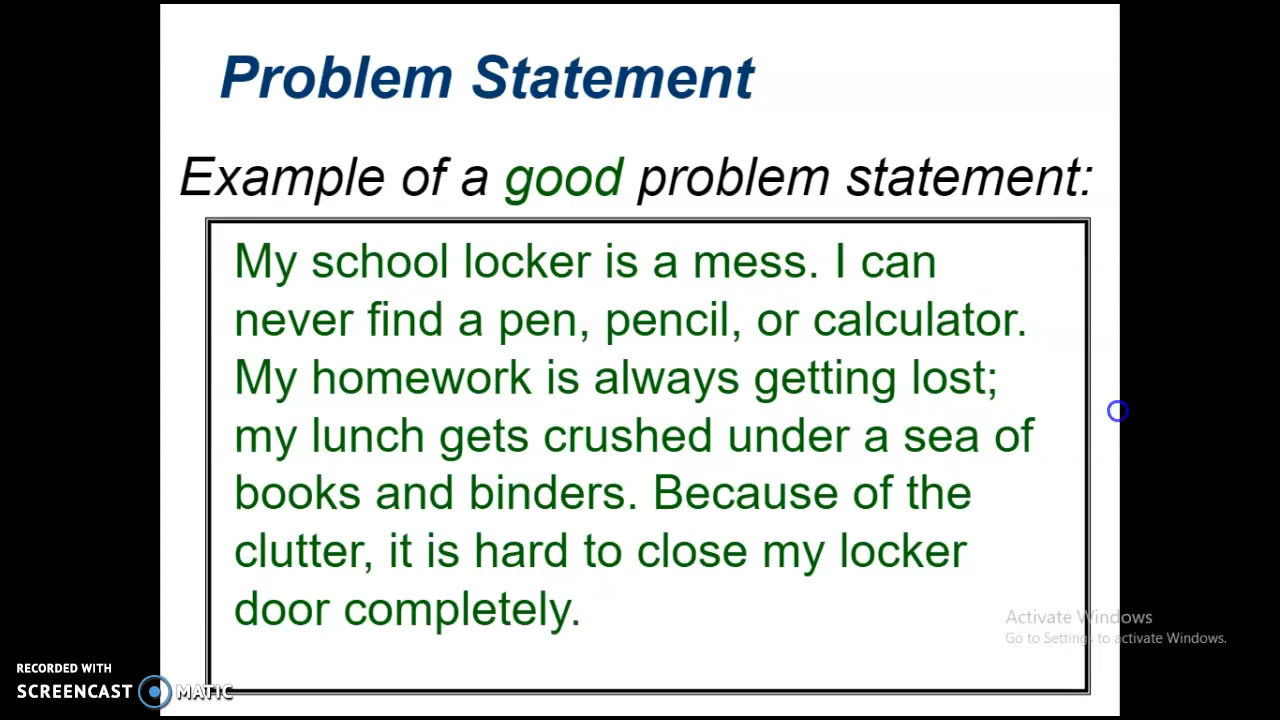 Problem Statement
Example of a good problem statement:
My school locker is a mess. I can
never find a pen, pencil, or calculator.
My homework is always getting lost;
my lunch gets crushed under a sea of
books and binders. Because of the
clutter, it is hard to close my locker
door completely.
Activate Windows
Go to Settings to activate Windows.
RECORDED WITH
SCREENCAST MATIC